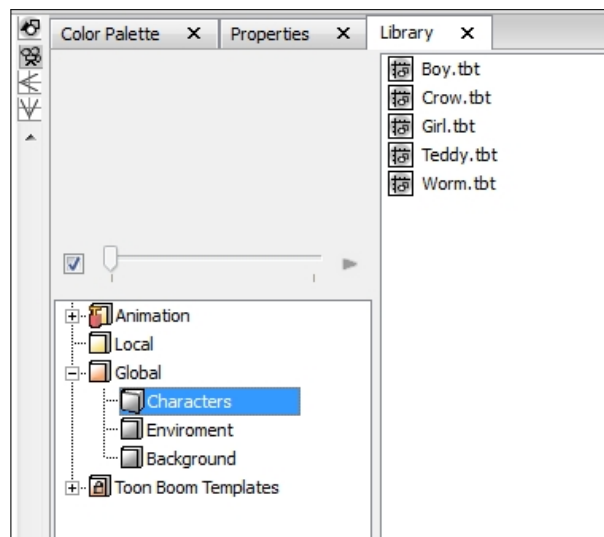 Color Palette X Properties X Library X
Boy.tbt
Crow.tbt
Girl.tbt
Teddy.tbt
Worm.tbt
Animation
Local
Global
Characters
Enviroment
Background
Toon Boom Templates